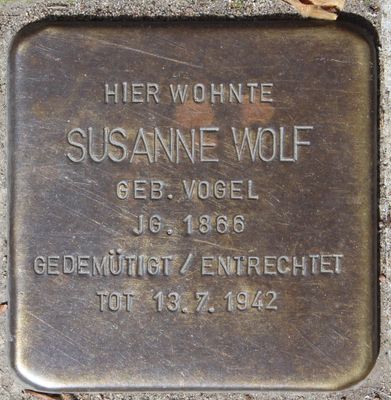 HIER WOHNTE
SUSANNE WOLF
GEB. VOGEL
JG. 1866
GEDEMÜTIGT / ENTRECHTET
TOT 13.7.1942